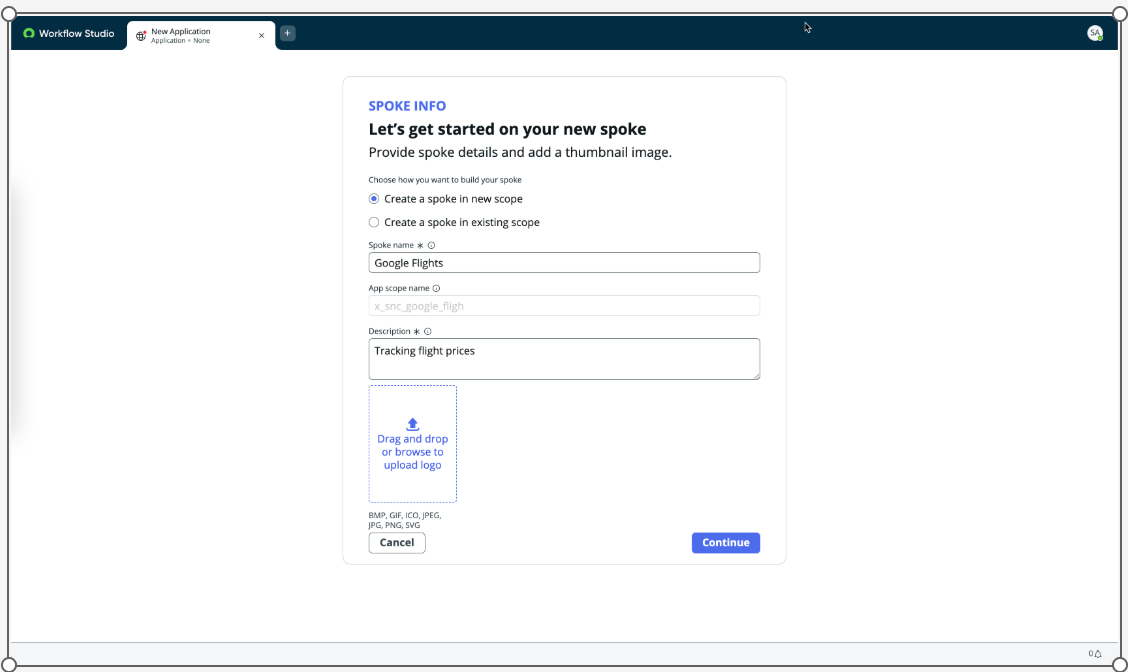 Workflow Studio
New Application
Application • None
SA
SPOKE INFO
Let's get started on your new spoke
Provide spoke details and add a thumbnail image.
Choose how you want to build your spoke
Create a spoke in new scope
Create a spoke in existing scope
Spoke name *
Google Flights
App scope name
x_snc_google_fligh
Description *
Tracking flight prices
Drag and drop
or browse to
upload logo
BMP, GIF, ICO, JPEG,
JPG, PNG, SVG
Cancel
Continue
0